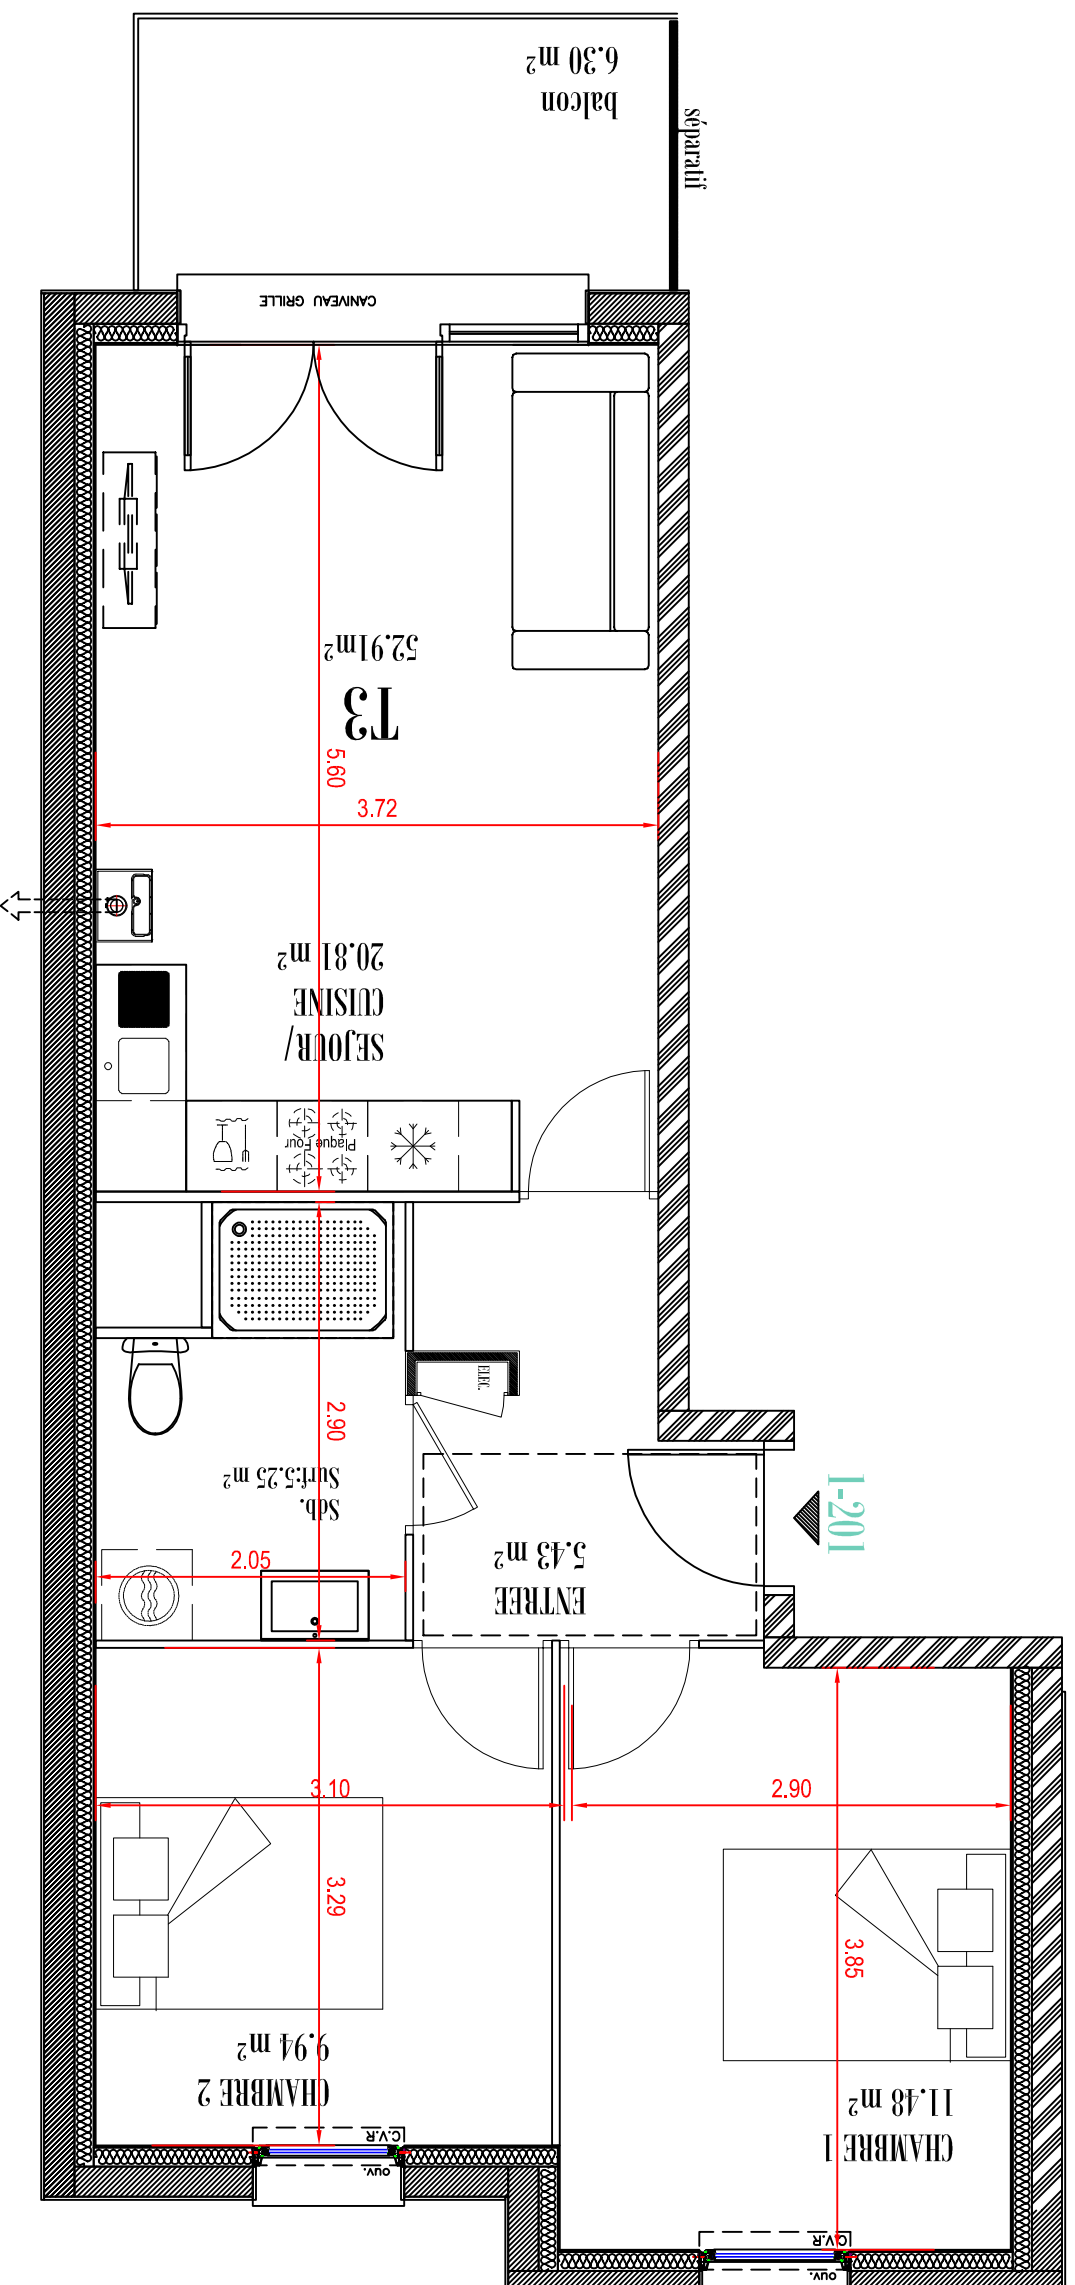 balcon
6.30 m²
séparatif
CANIVEAU GRILLE
T3
52.91m²
5.60
3.72
SEJOUR/
CUISINE
20.81 m²
Plaque Four
ELEC.
2.90
Sdb.
Surf:5.25 m²
2.05
ENTREE
5.43 m²
1-201
3.10
2.90
3.29
3.85
CHAMBRE 2
9.94 m²
CHAMBRE 1
11.48 m²
C.V.R
ouv.
C.V.R
ouv.